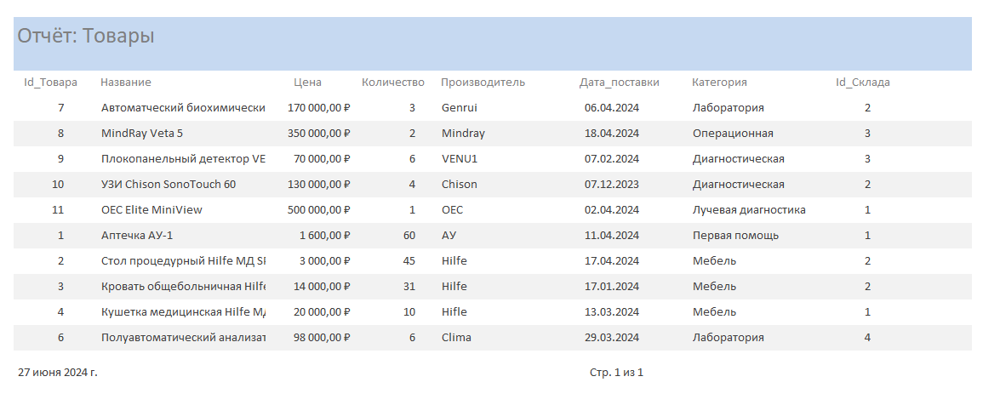 Отчёт: Товары
Id_Товара Название Цена Количество Производитель Дата_поставки Категория Id_Склада
7 Автоматческий биохимически 170 000,00 ₽ 3 Genrui 06.04.2024 Лаборатория 2
8 MindRay Veta 5 350 000,00 ₽ 2 Mindray 18.04.2024 Операционная 3
9 Плокопанельный детектор VE 70 000,00 ₽ 6 VENU1 07.02.2024 Диагностическая 3
10 УЗИ Chison SonoTouch 60 130 000,00 ₽ 4 Chison 07.12.2023 Диагностическая 2
11 OEC Elite MiniView 500 000,00 ₽ 1 OEC 02.04.2024 Лучевая диагностика 1
1 Аптечка АУ-1 1 600,00 ₽ 60 АУ 11.04.2024 Первая помощь 1
2 Стол процедурный Hilfe МД SP 3 000,00 ₽ 45 Hilfe 17.04.2024 Мебель 2
3 Кровать общебольничная Hilfe 14 000,00 ₽ 31 Hilfe 17.01.2024 Мебель 2
4 Кушетка медицинская Hilfe МД 20 000,00 ₽ 10 Hifle 13.03.2024 Мебель 1
6 Полуавтоматический анализат 98 000,00 ₽ 6 Clima 29.03.2024 Лаборатория 4
27 июня 2024 г. Стр. 1 из 1